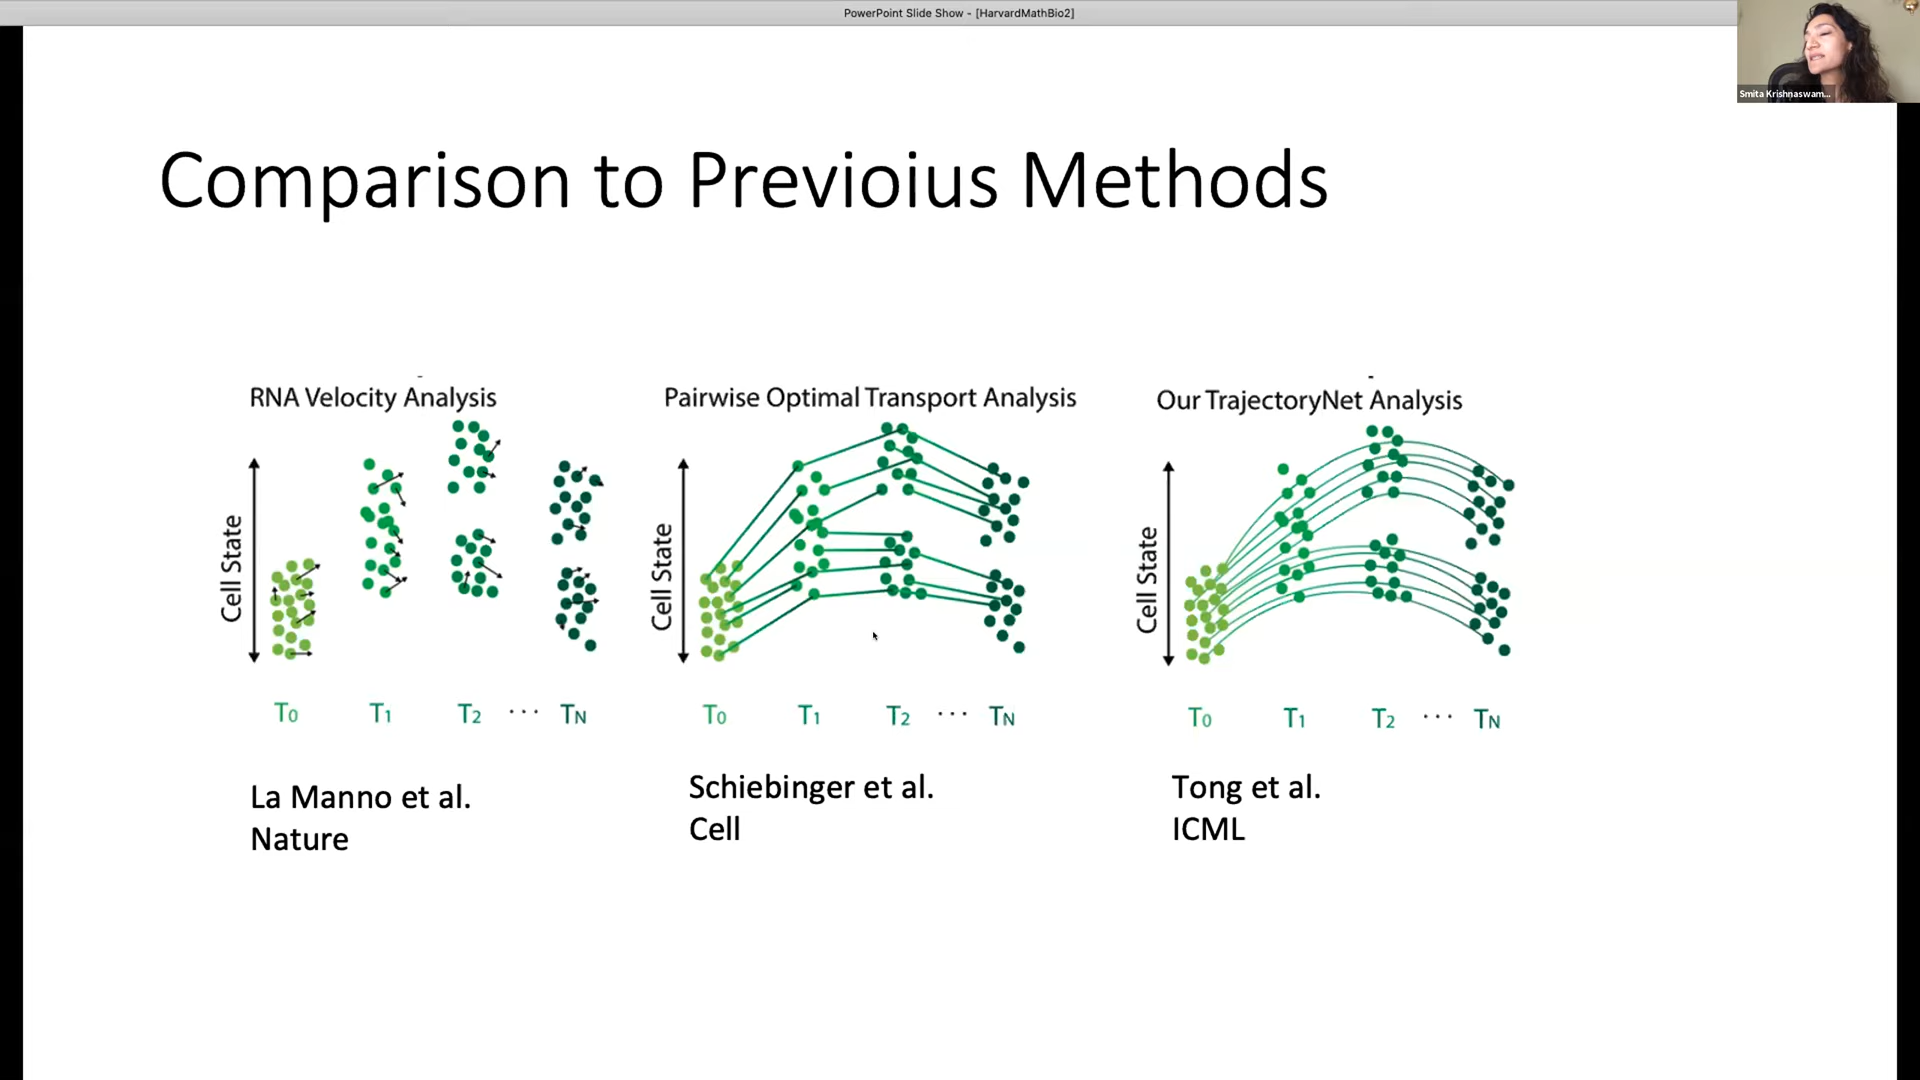 PowerPoint Slide Show - [HarvardMathBio2]
Smita Krishnaswam...
Comparison to Previoius Methods
RNA Velocity Analysis
Cell State
T0 T1 T2 ... TN
La Manno et al.
Nature
Pairwise Optimal Transport Analysis
Cell State
T0 T1 T2 ... TN
Schiebinger et al.
Cell
Our TrajectoryNet Analysis
Cell State
T0 T1 T2 ... TN
Tong et al.
ICML